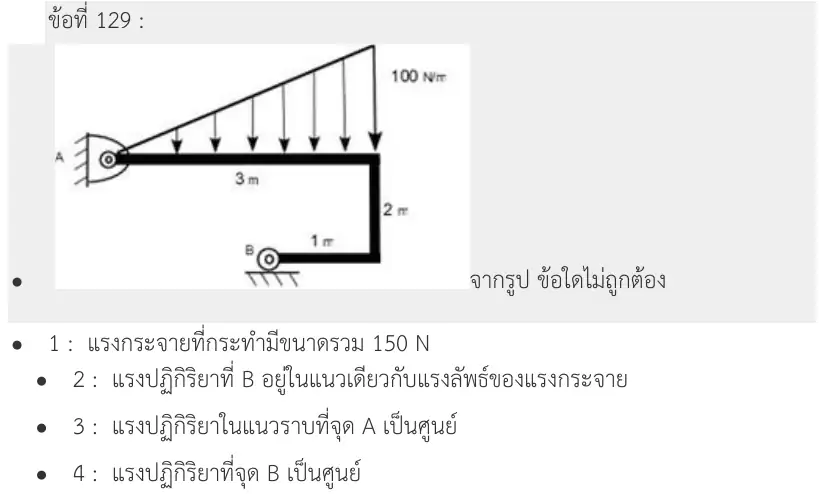 ข้อที่ 129 :
100 N/m
A
3 m
2 m
B
1 m
จากรูป ข้อใดไม่ถูกต้อง
1 : แรงกระจายที่กระทำมีขนาดรวม 150 N
2 : แรงปฏิกิริยาที่ B อยู่ในแนวเดียวกับแรงลัพธ์ของแรงกระจาย
3 : แรงปฏิกิริยาในแนวราบที่จุด A เป็นศูนย์
4 : แรงปฏิกิริยาที่จุด B เป็นศูนย์